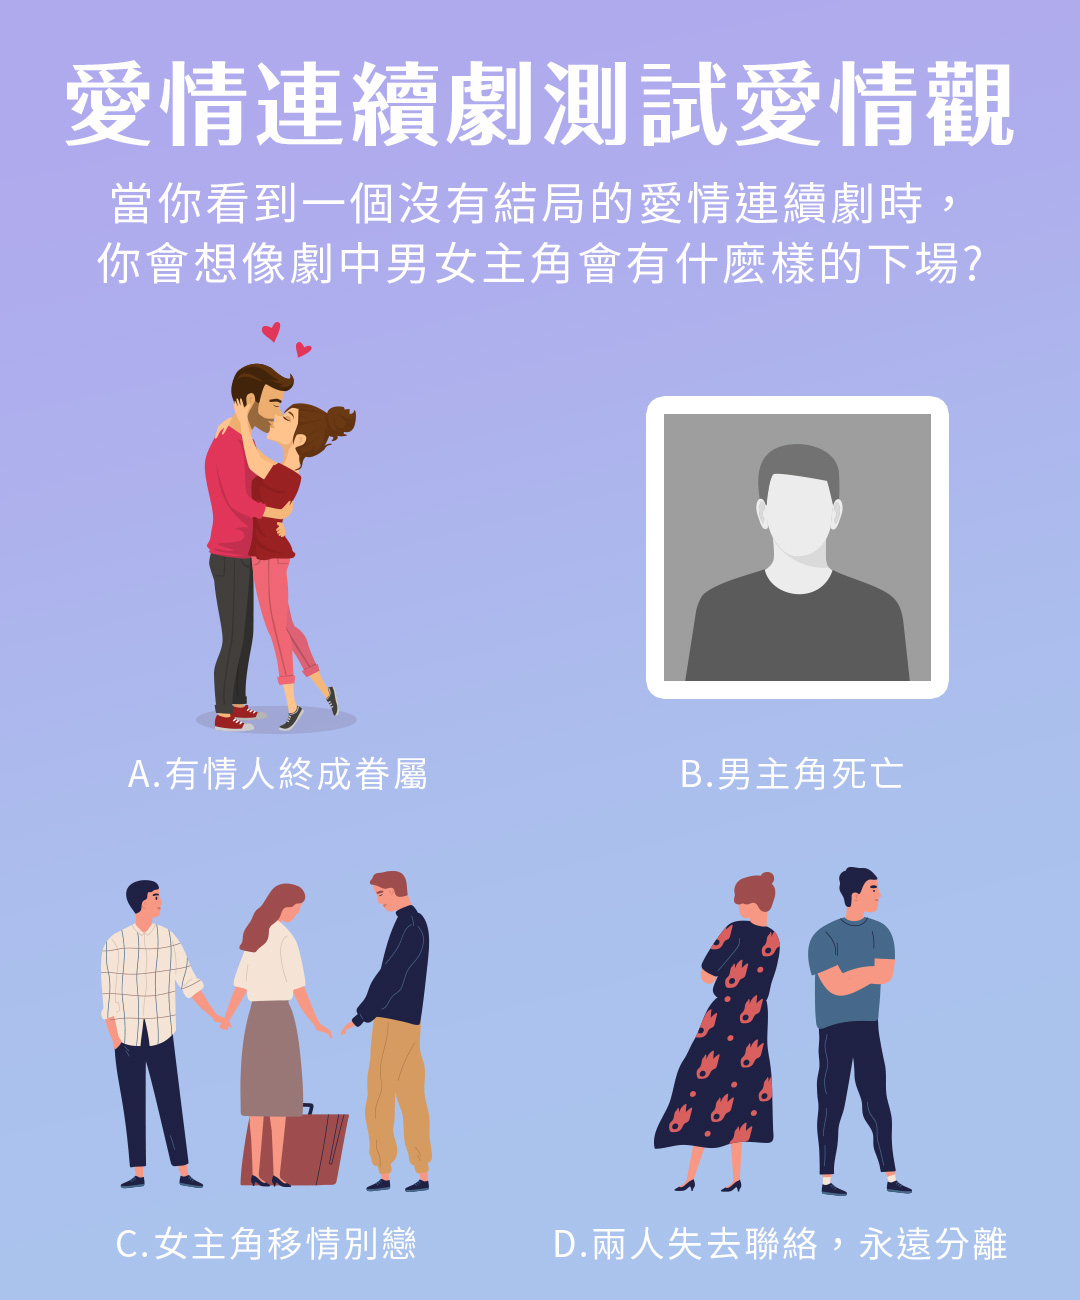 愛情連續劇測試愛情觀
當你看到一個沒有結局的愛情連續劇時，
你會想像劇中男女主角會有什麽樣的下場?
A.有情人終成眷屬
B.男主角死亡
C.女主角移情別戀
D.兩人失去聯絡，永遠分離